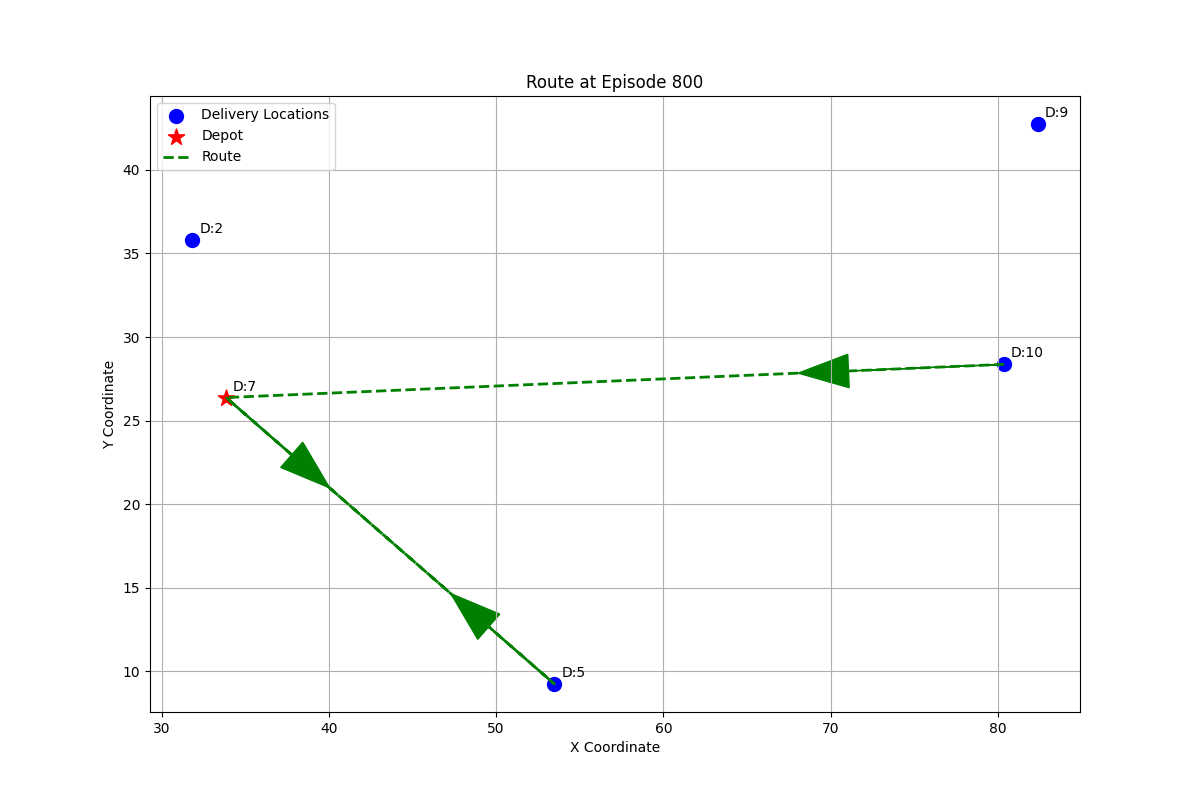 Route at Episode 800
Delivery Locations
Depot
Route
D:9
D:2
D:10
D:7
D:5
40
35
30
25
20
15
10
Y Coordinate
30 40 50 60 70 80
X Coordinate